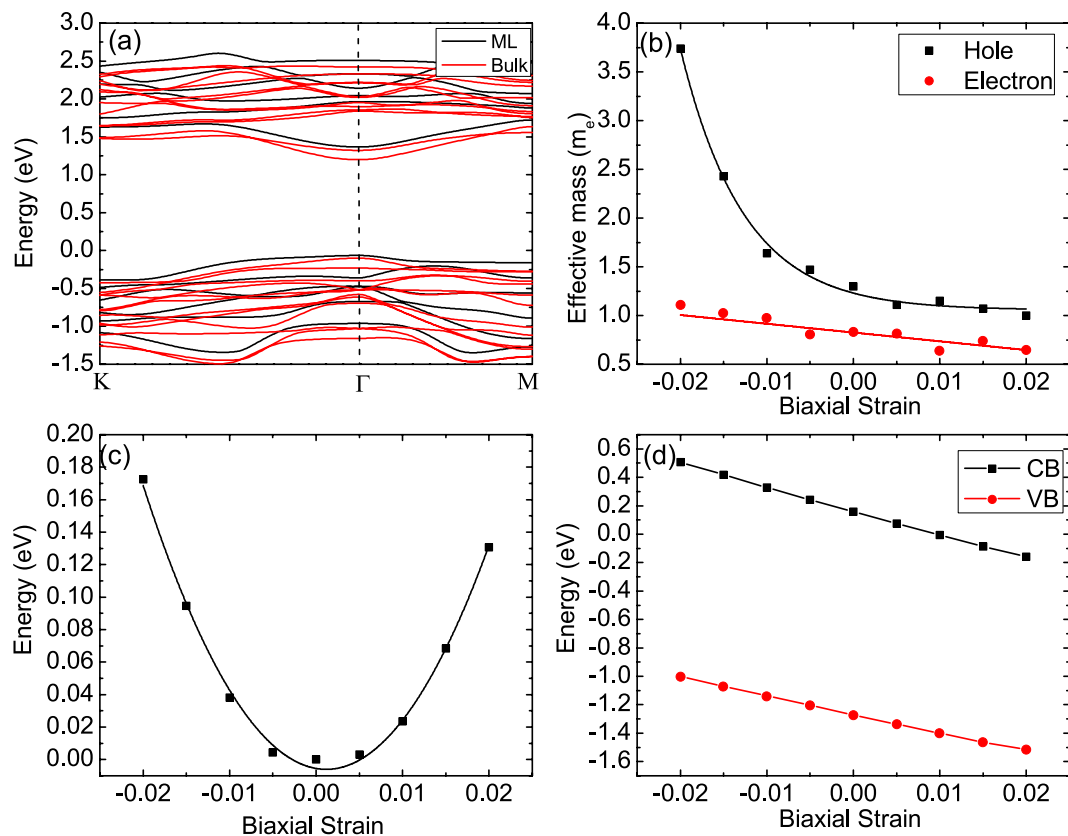 (a)
ML
Bulk
3.0
2.5
2.0
1.5
1.0
0.5
0.0
-0.5
-1.0
-1.5
Energy (eV)
K
Γ
M
(b)
Hole
Electron
4.0
3.5
3.0
2.5
2.0
1.5
1.0
0.5
Effective mass (mₑ)
-0.02
-0.01
0.00
0.01
0.02
Biaxial Strain
(c)
0.20
0.18
0.16
0.14
0.12
0.10
0.08
0.06
0.04
0.02
0.00
Energy (eV)
-0.02
-0.01
0.00
0.01
0.02
Biaxial Strain
(d)
CB
VB
0.6
0.4
0.2
0.0
-0.2
-0.4
-0.6
-0.8
-1.0
-1.2
-1.4
-1.6
Energy (eV)
-0.02
-0.01
0.00
0.01
0.02
Biaxial Strain